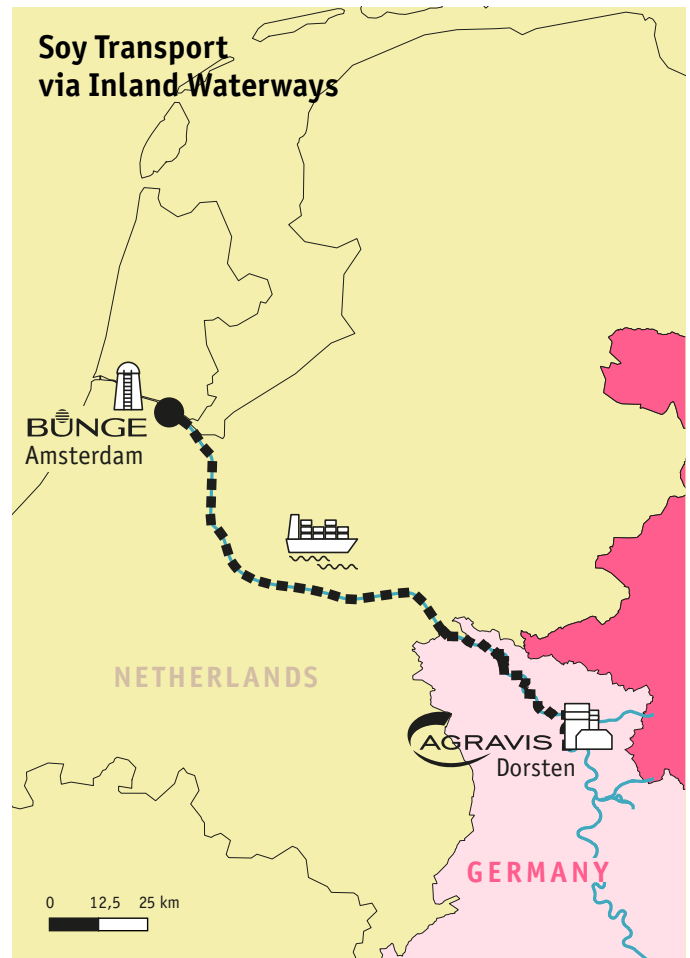 Soy Transport
via Inland Waterways
BUNGE
Amsterdam
NETHERLANDS
AGRAVIS
Dorsten
GERMANY
0 12,5 25 km